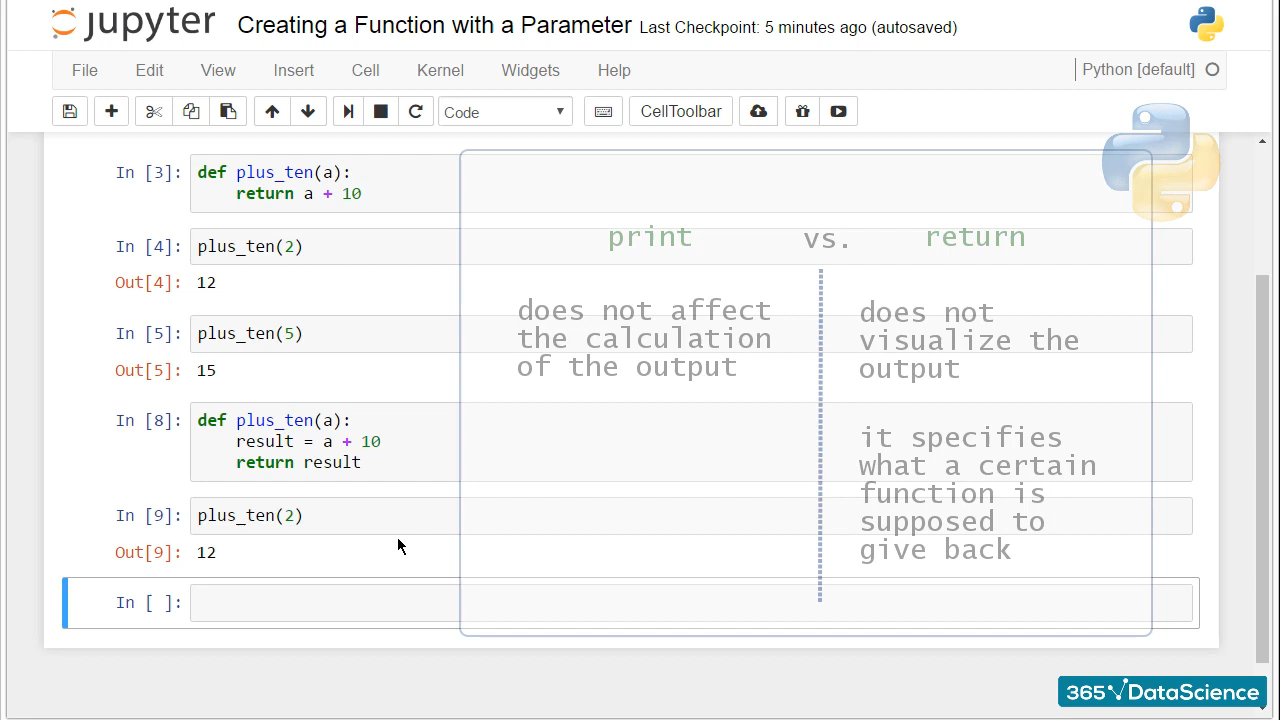 jupyter Creating a Function with a Parameter Last Checkpoint: 5 minutes ago (autosaved)
File Edit View Insert Cell Kernel Widgets Help Python [default]
Code CellToolbar
In [3]: def plus_ten(a):
return a + 10
print vs. return
In [4]: plus_ten(2)
Out[4]: 12
does not affect
the calculation
of the output
does not
visualize the
output
In [5]: plus_ten(5)
Out[5]: 15
In [8]: def plus_ten(a):
result = a + 10
return result
it specifies
what a certain
function is
supposed to
give back
In [9]: plus_ten(2)
Out[9]: 12
In [ ]:
365 DataScience